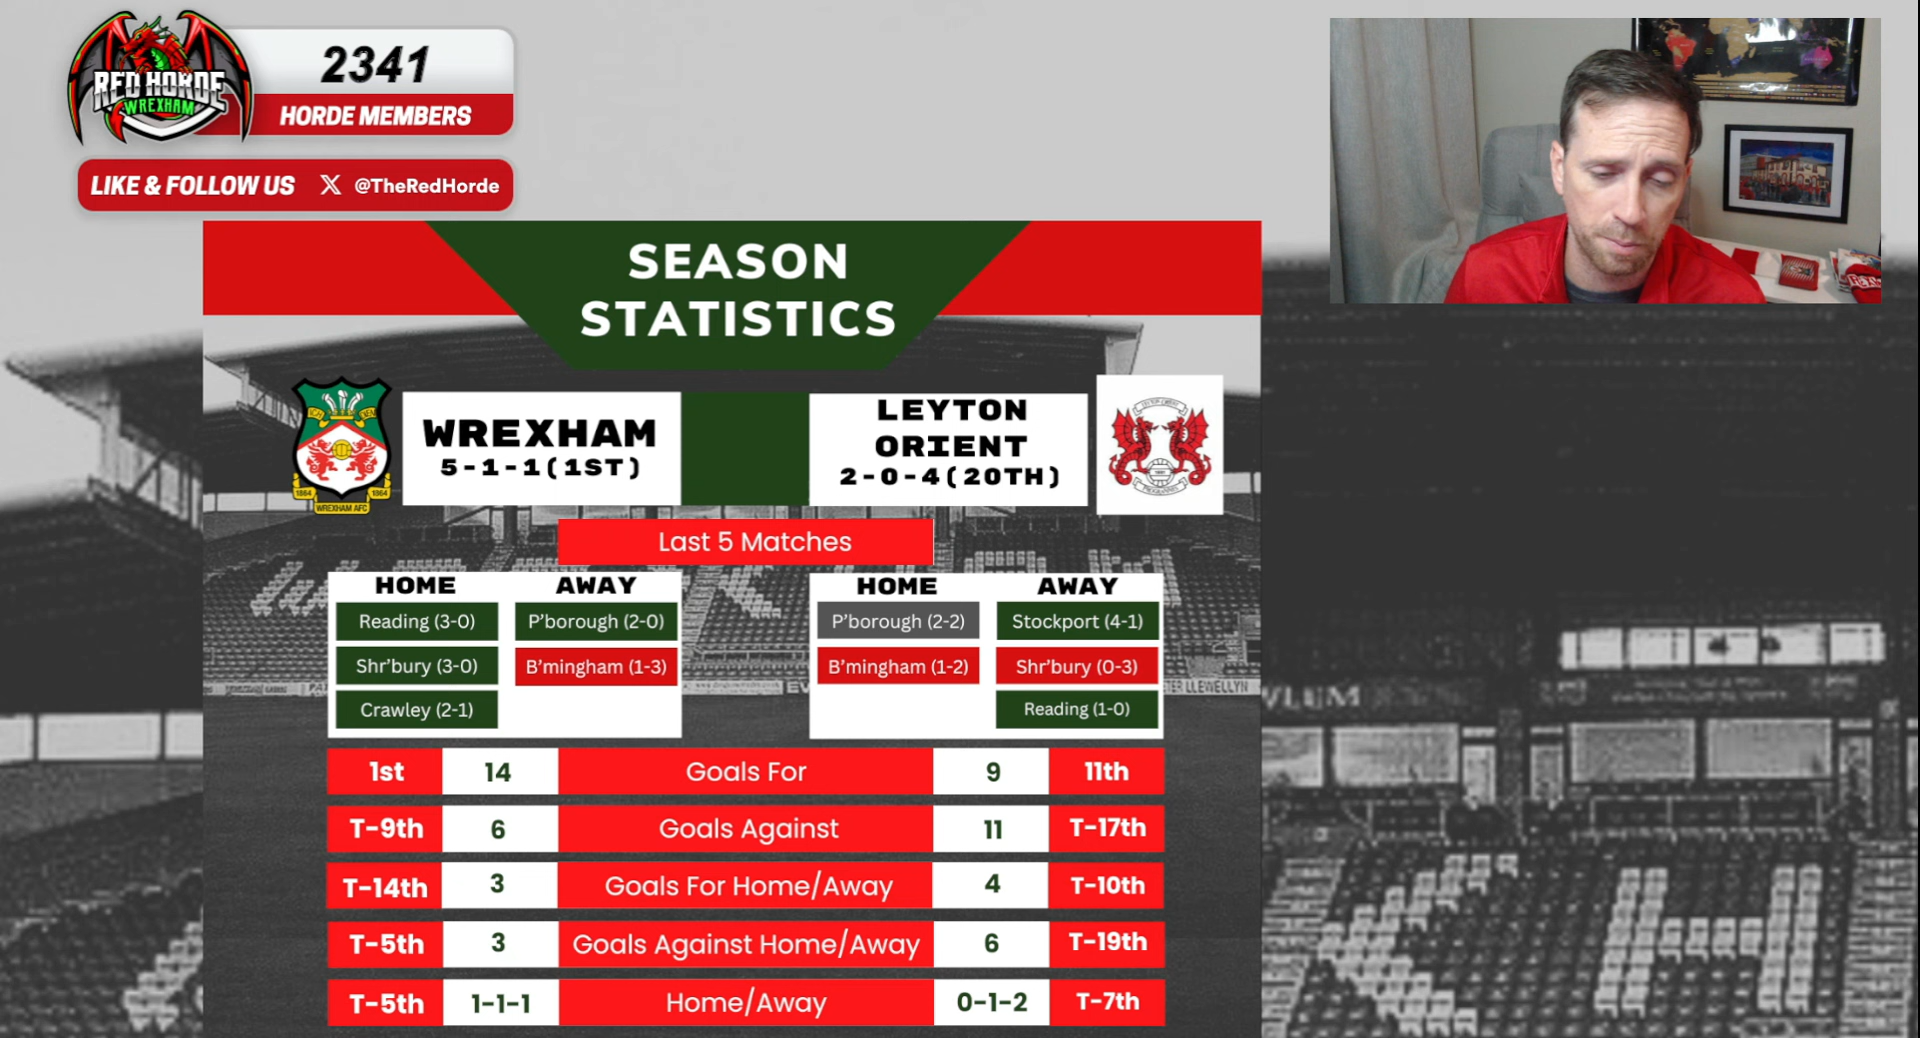 RED HORDE
WREXHAM
2341
HORDE MEMBERS
LIKE & FOLLOW US X @TheRedHorde
SEASON
STATISTICS
1864 1864
WREXHAM AFC
WREXHAM
5-1-1(1ST)
LEYTON
ORIENT
2-0-4(20TH)
Last 5 Matches
HOME AWAY
Reading (3-0) P'borough (2-0)
Shr'bury (3-0) B'mingham (1-3)
Crawley (2-1)
HOME AWAY
P'borough (2-2) Stockport (4-1)
B'mingham (1-2) Shr'bury (0-3)
Reading (1-0)
1st 14 Goals For 9 11th
T-9th 6 Goals Against 11 T-17th
T-14th 3 Goals For Home/Away 4 T-10th
T-5th 3 Goals Against Home/Away 6 T-19th
T-5th 1-1-1 Home/Away 0-1-2 T-7th